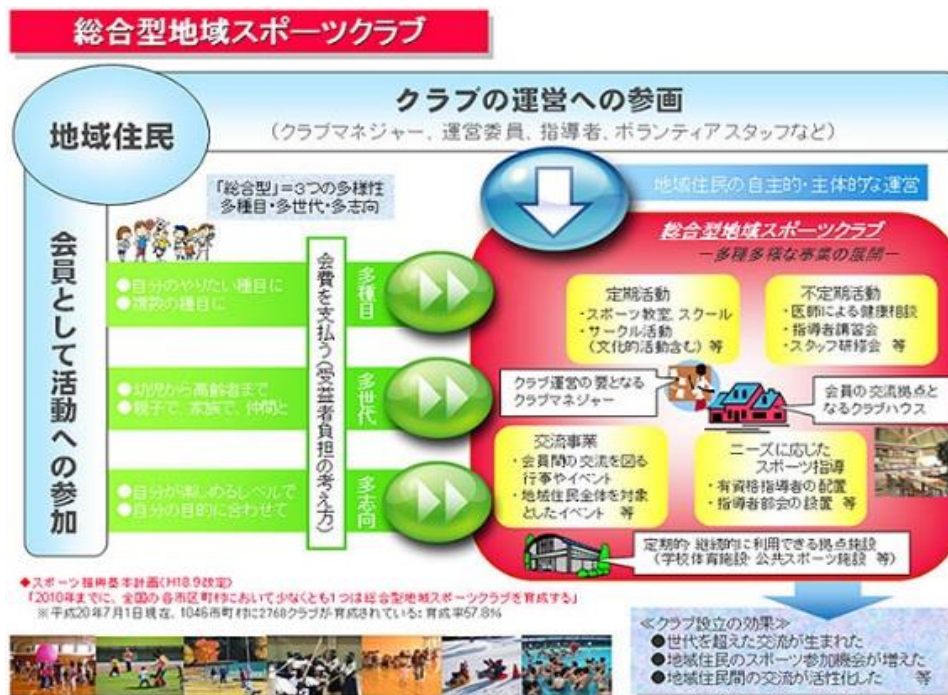 総合型地域スポーツクラブ
地域住民
クラブの運営への参画
（クラブマネジャー、運営委員、指導者、ボランティアスタッフなど）
「総合型」＝3つの多様性
多種目・多世代・多志向
地域住民の自主的・主体的な運営
会員として活動への参加
●自分のやりたい種目に
●複数の種目に
●幼児から高齢者まで
●親子で、家族で、仲間と
●自分が楽しめるレベルで
●自分の目的に合わせて
会費を支払う（受益者負担の考え方）
多種目
多世代
多志向
総合型地域スポーツクラブ
－多種多様な事業の展開－
定期活動
・スポーツ教室、スクール
・サークル活動
（文化的活動含む） 等
不定期活動
・医師による健康相談
・指導者講習会
・スタッフ研修会 等
クラブ運営の要となる
クラブマネジャー
会員の交流拠点と
なるクラブハウス
交流事業
・会員間の交流を図る
行事やイベント
・地域住民全体を対象
としたイベント 等
ニーズに応じた
スポーツ指導
・有資格指導者の配置
・指導者部会の設置 等
定期的・継続的に利用できる拠点施設
（学校体育施設・公共スポーツ施設 等）
◆スポーツ振興基本計画（H18.9改定）
「2010年までに、全国の各市区町村において少なくとも1つは総合型地域スポーツクラブを育成する」
※平成20年7月1日現在、1046市町村に2768クラブが育成されている：育成率57.8％
≪クラブ設立の効果≫
●世代を超えた交流が生まれた
●地域住民のスポーツ参加機会が増えた
●地域住民間の交流が活性化した 等